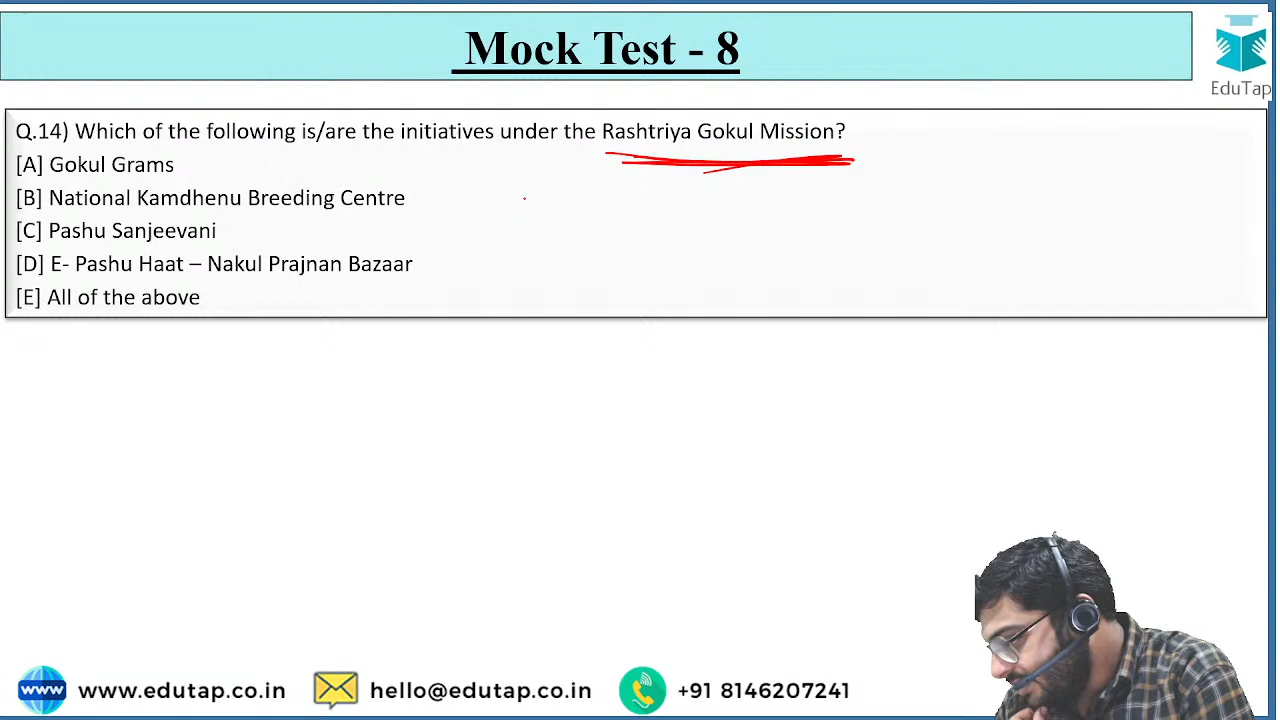 Mock Test - 8
EduTap
Q.14) Which of the following is/are the initiatives under the Rashtriya Gokul Mission?
[A] Gokul Grams
[B] National Kamdhenu Breeding Centre
[C] Pashu Sanjeevani
[D] E- Pashu Haat – Nakul Prajnan Bazaar
[E] All of the above
www www.edutap.co.in hello@edutap.co.in +91 8146207241